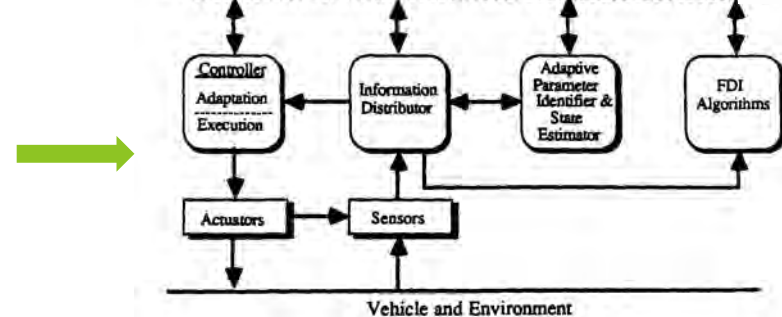 Controller
Adaptation
Execution
Information
Distributor
Adaptive
Parameter
Identifier &
State
Estimator
FDI
Algorithms
Actuators
Sensors
Vehicle and Environment